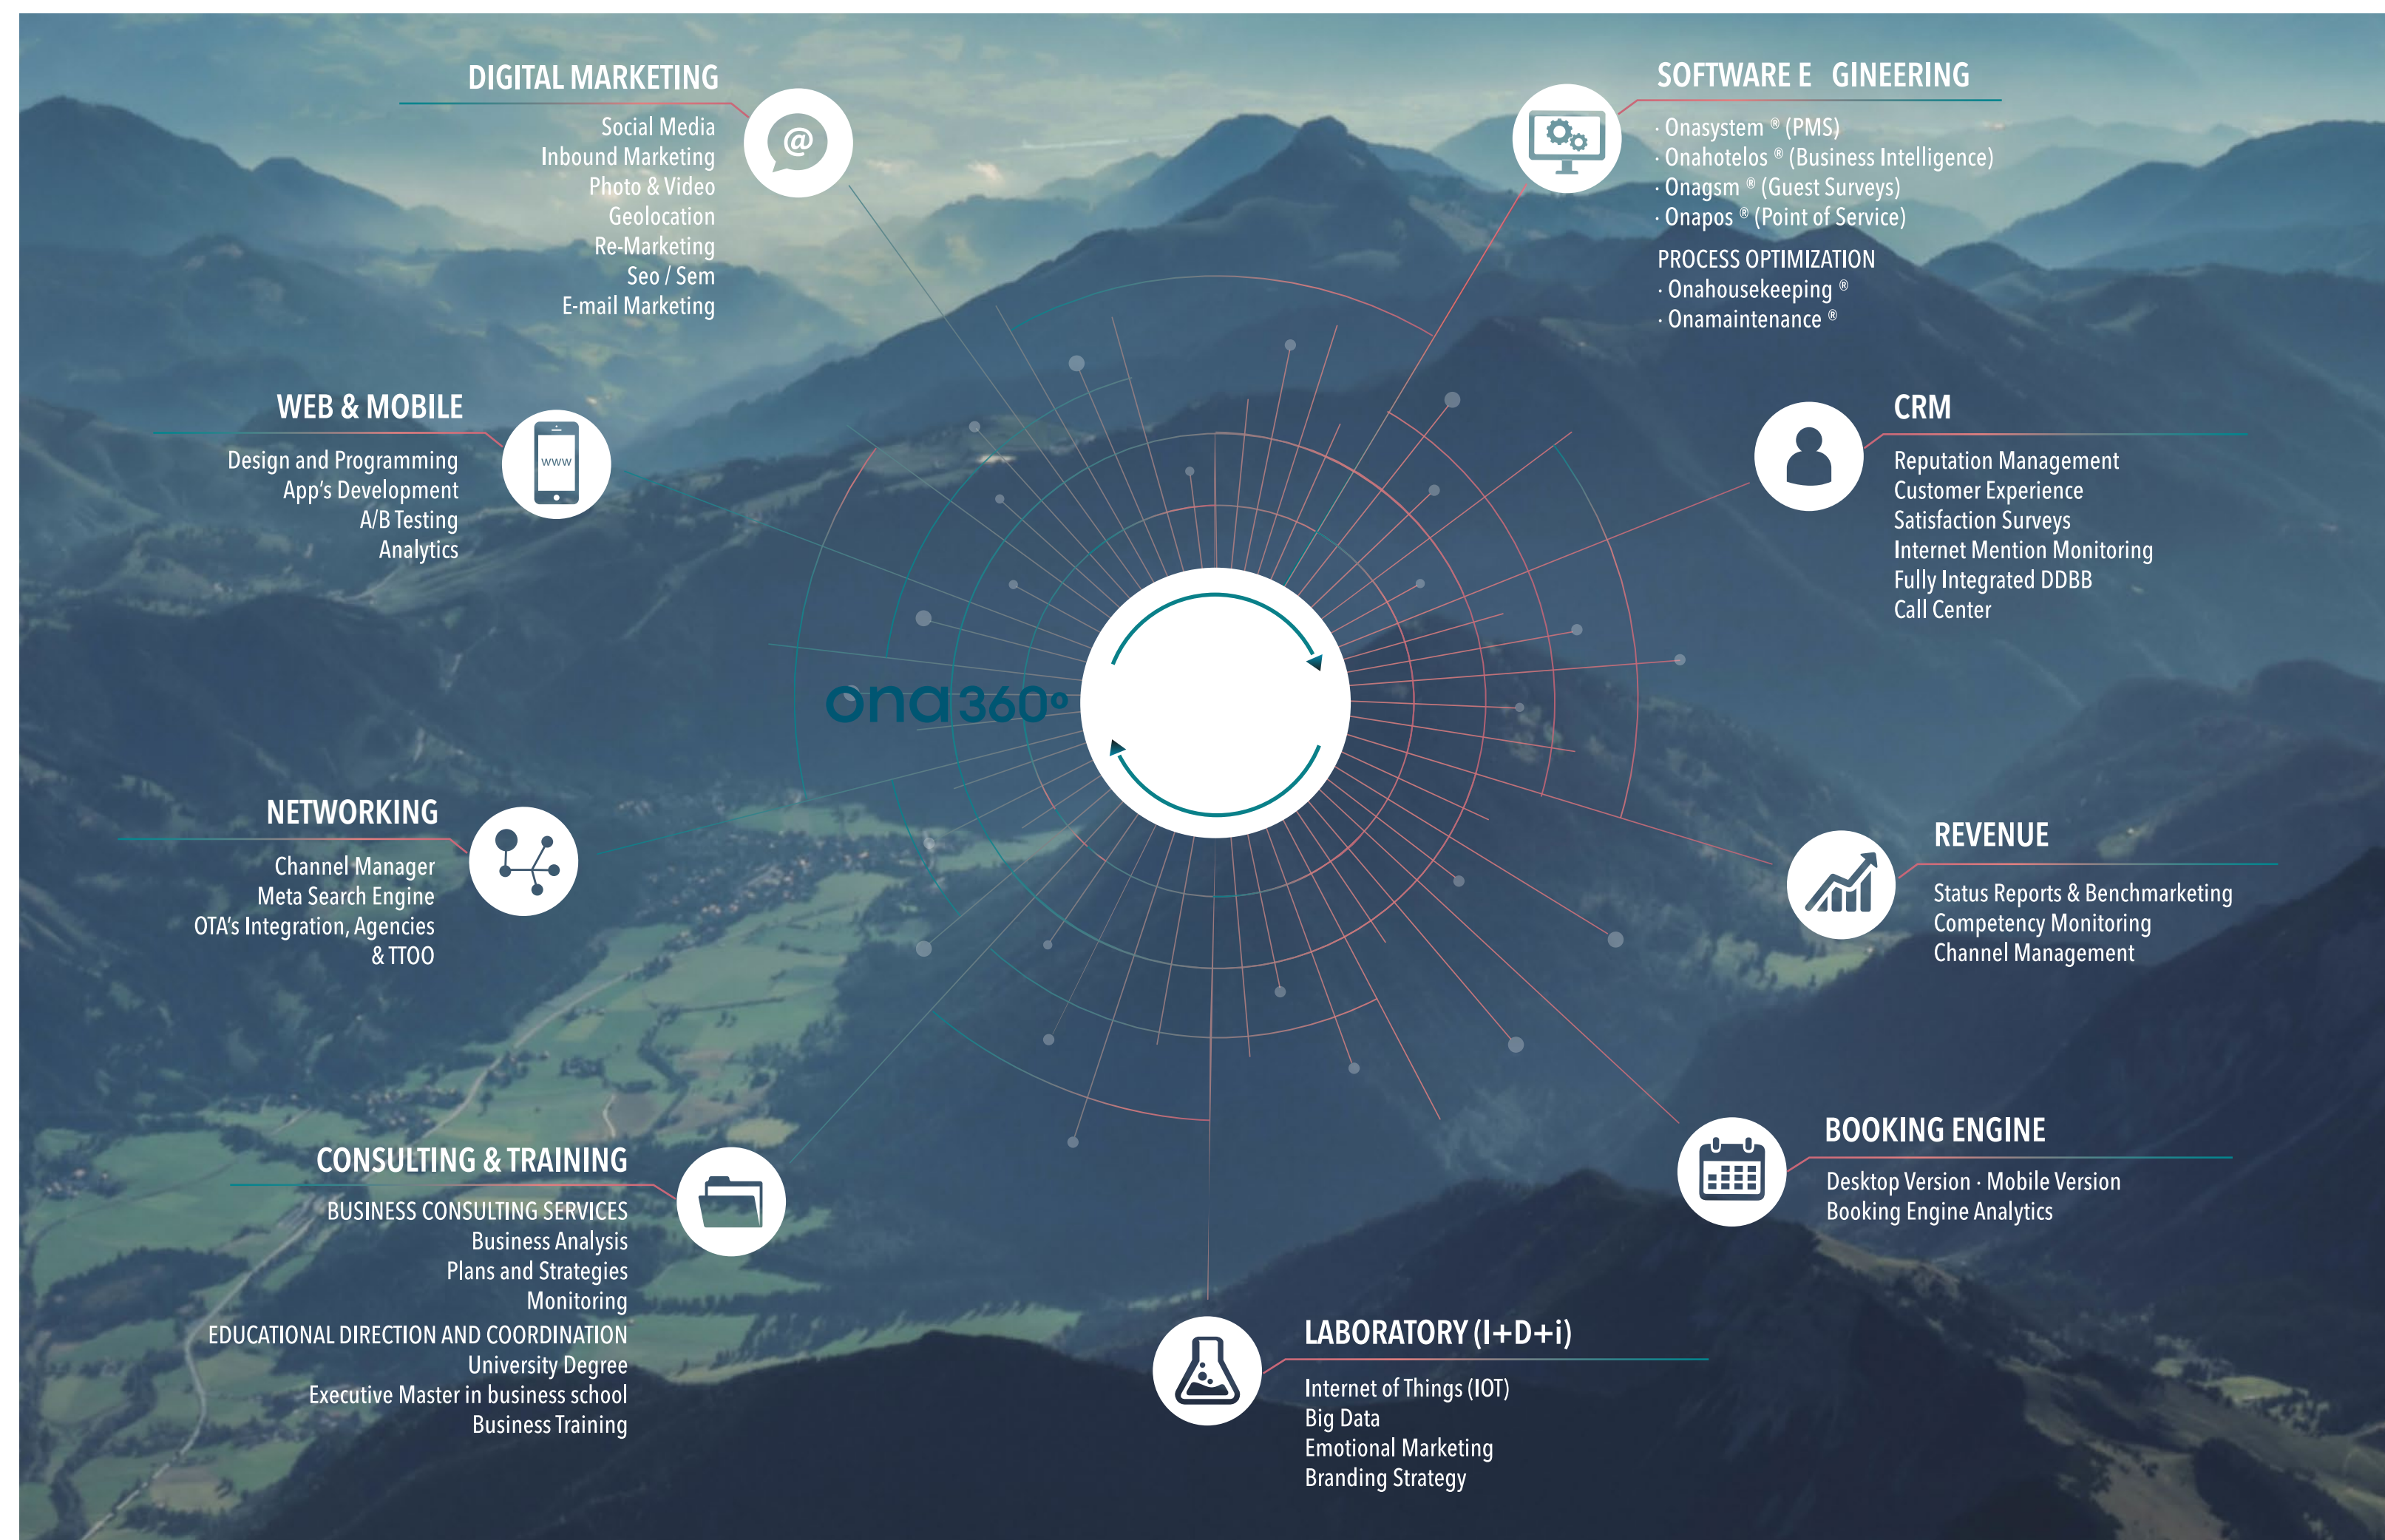 DIGITAL MARKETING
Social Media
Inbound Marketing
Photo & Video
Geolocation
Re-Marketing
Seo / Sem
E-mail Marketing
SOFTWARE E GINEERING
· Onasystem ® (PMS)
· Onahotelos ® (Business Intelligence)
· Onagsm ® (Guest Surveys)
· Onapos ® (Point of Service)
PROCESS OPTIMIZATION
· Onahousekeeping ®
· Onamaintenance ®
WEB & MOBILE
Design and Programming
App's Development
A/B Testing
Analytics
www
CRM
Reputation Management
Customer Experience
Satisfaction Surveys
Internet Mention Monitoring
Fully Integrated DDBB
Call Center
ona360º
NETWORKING
Channel Manager
Meta Search Engine
OTA's Integration, Agencies
& TTOO
REVENUE
Status Reports & Benchmarketing
Competency Monitoring
Channel Management
CONSULTING & TRAINING
BUSINESS CONSULTING SERVICES
Business Analysis
Plans and Strategies
Monitoring
EDUCATIONAL DIRECTION AND COORDINATION
University Degree
Executive Master in business school
Business Training
BOOKING ENGINE
Desktop Version · Mobile Version
Booking Engine Analytics
LABORATORY (I+D+i)
Internet of Things (IOT)
Big Data
Emotional Marketing
Branding Strategy